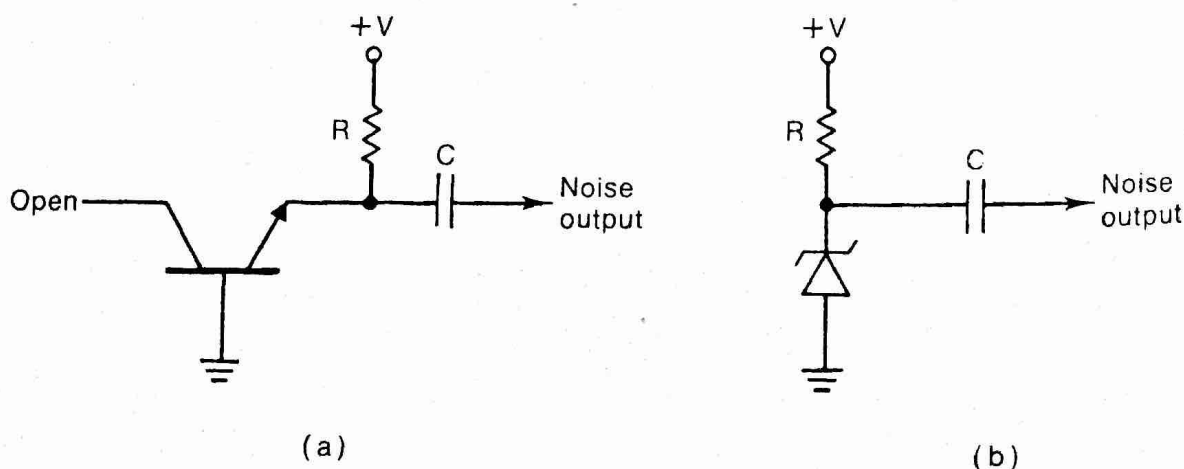 +V
R
C
Open
Noise
output
(a)
+V
R
C
Noise
output
(b)